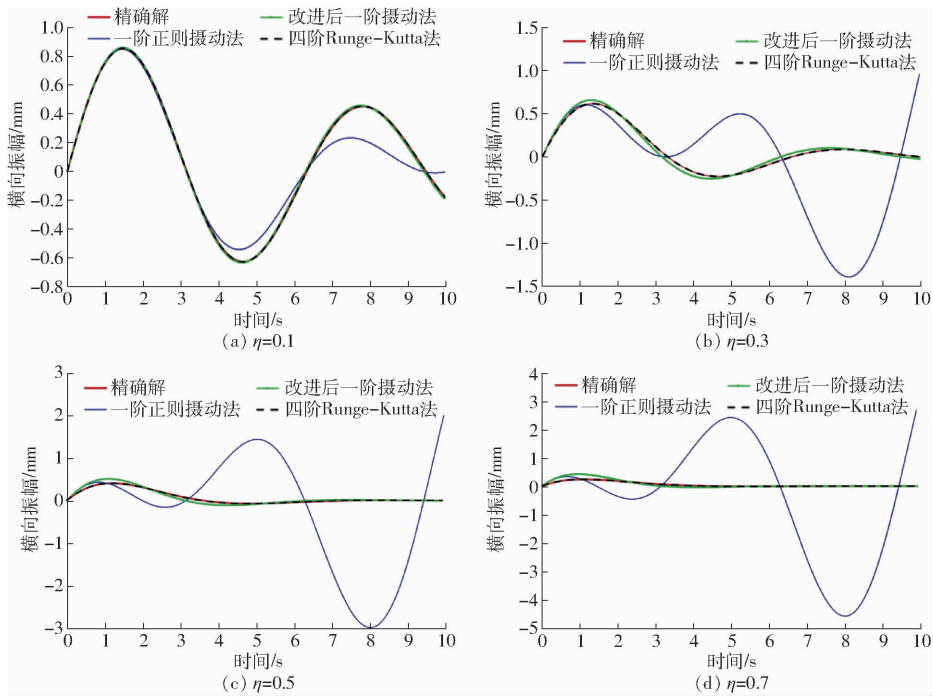 精确解 改进后一阶摄动法
一阶正则摄动法 四阶Runge-Kutta法
横向振幅/mm
1.0
0.8
0.6
0.4
0.2
0
-0.2
-0.4
-0.6
-0.8
0 1 2 3 4 5 6 7 8 9 10
时间/s
(a) η=0.1
精确解 改进后一阶摄动法
一阶正则摄动法 四阶Runge-Kutta法
横向振幅/mm
1.5
1.0
0.5
0
-0.5
-1.0
-1.5
0 1 2 3 4 5 6 7 8 9 10
时间/s
(b) η=0.3
精确解 改进后一阶摄动法
一阶正则摄动法 四阶Runge-Kutta法
横向振幅/mm
3
2
1
0
-1
-2
-3
0 1 2 3 4 5 6 7 8 9 10
时间/s
(c) η=0.5
精确解 改进后一阶摄动法
一阶正则摄动法 四阶Runge-Kutta法
横向振幅/mm
4
3
2
1
0
-1
-2
-3
-4
-5
0 1 2 3 4 5 6 7 8 9 10
时间/s
(d) η=0.7